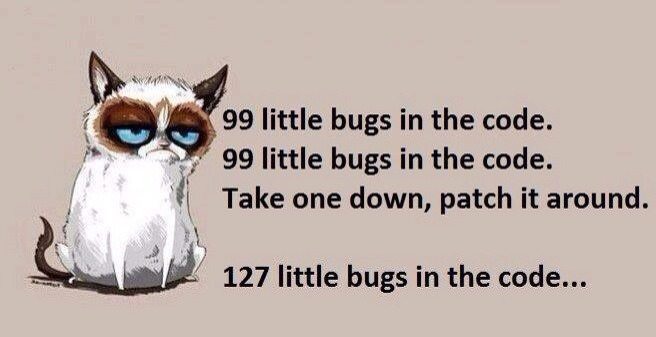 99 little bugs in the code.
99 little bugs in the code.
Take one down, patch it around.
127 little bugs in the code...